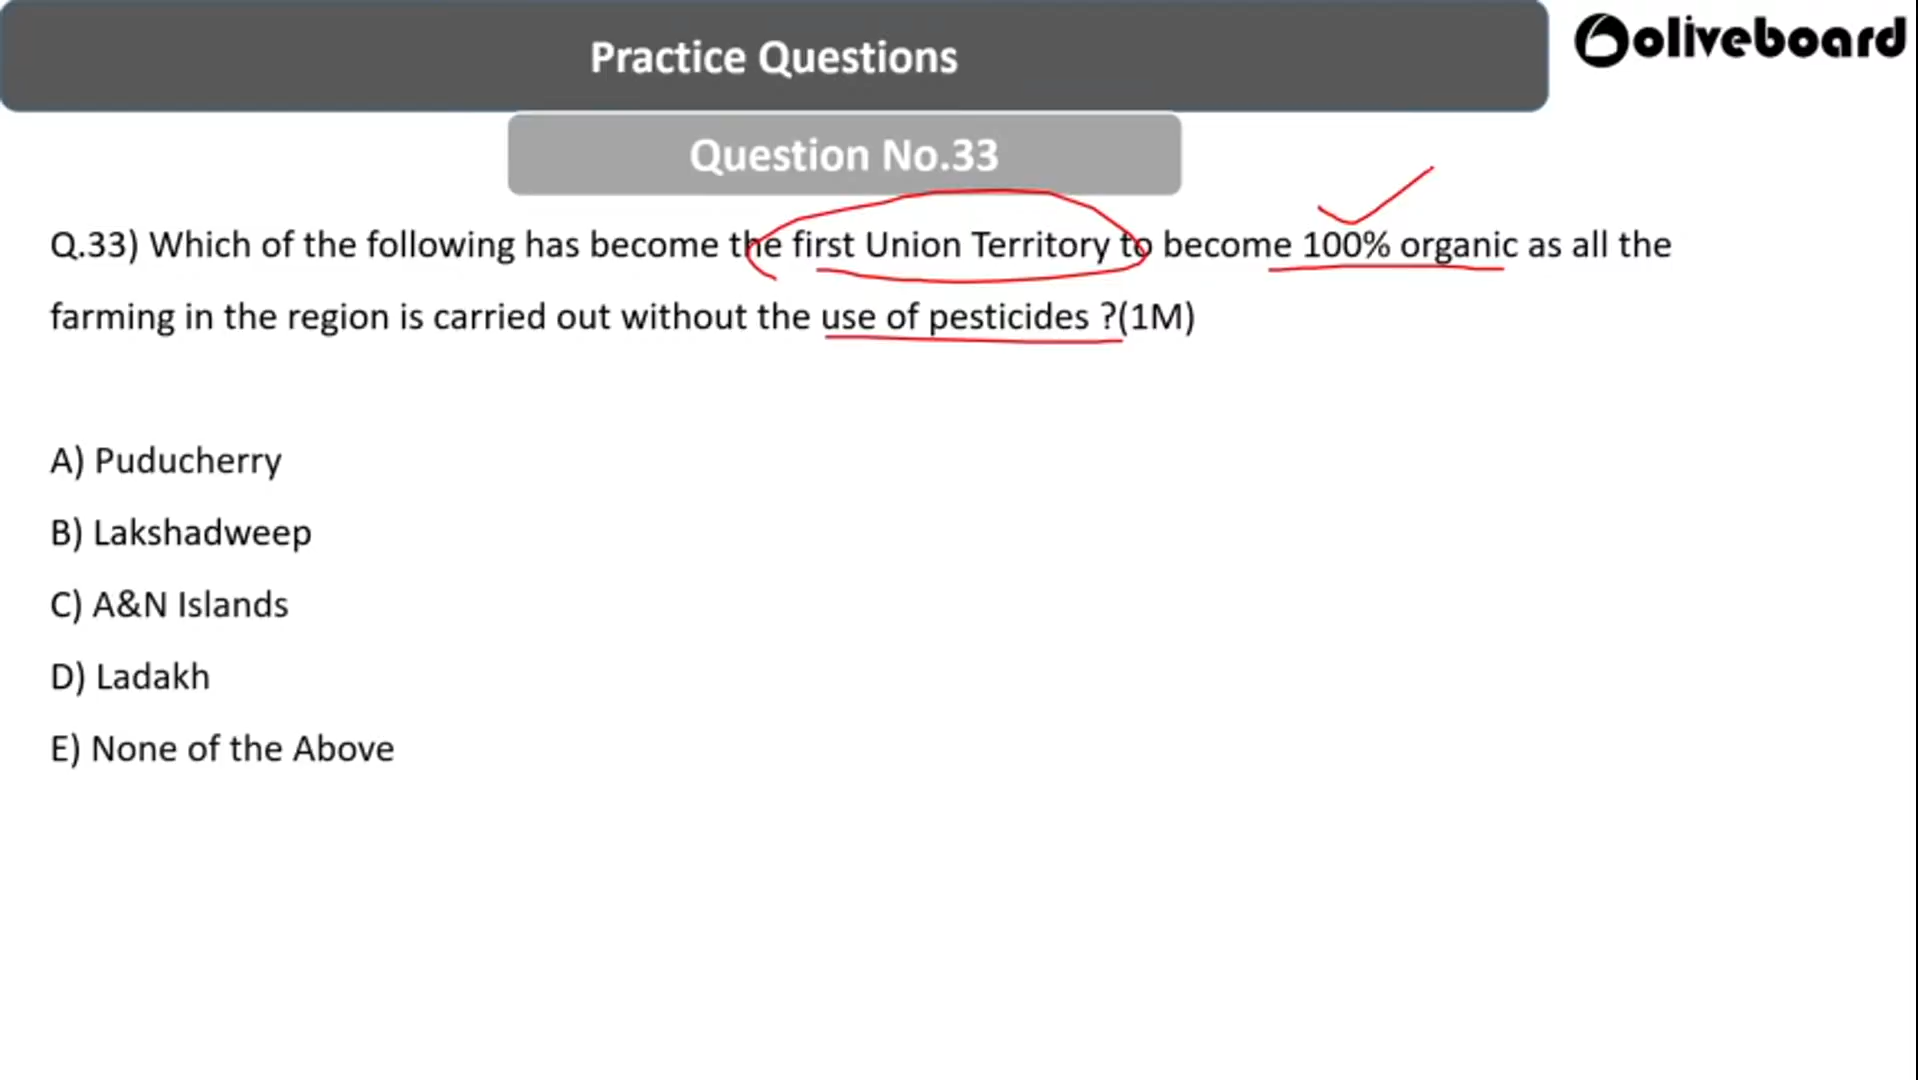 Practice Questions
oliveboard
Question No.33
Q.33) Which of the following has become the first Union Territory to become 100% organic as all the
farming in the region is carried out without the use of pesticides ?(1M)
A) Puducherry
B) Lakshadweep
C) A&N Islands
D) Ladakh
E) None of the Above